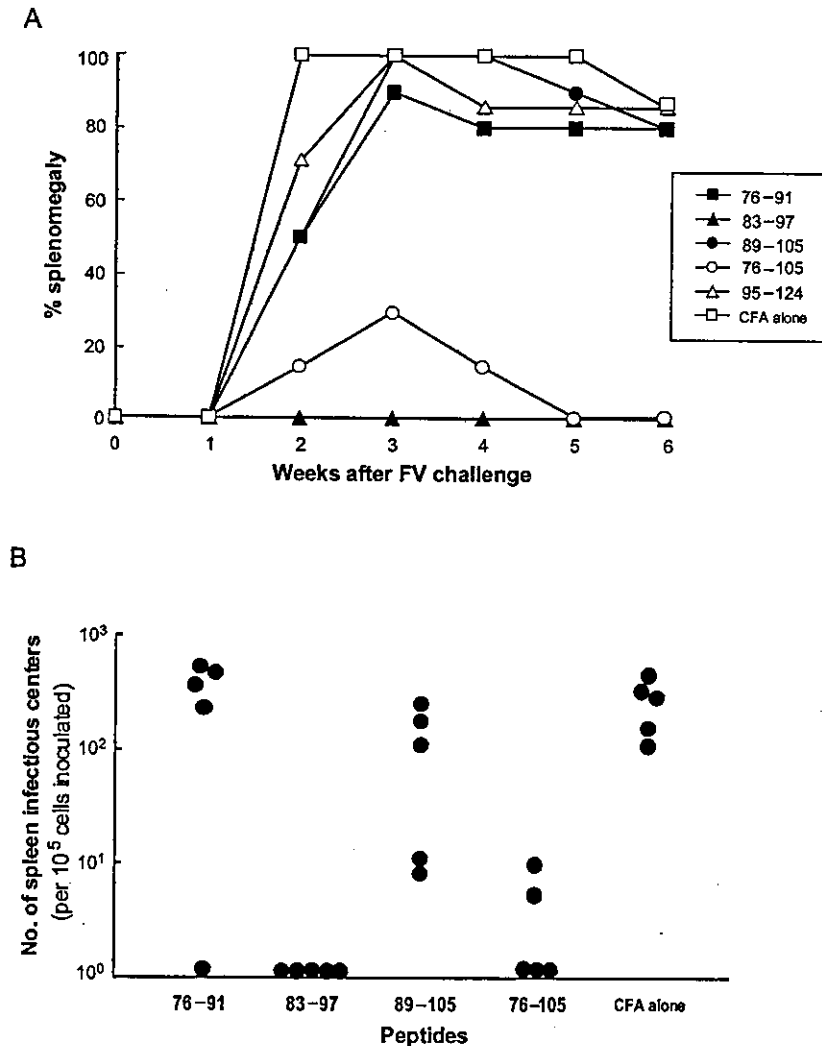 A
% splenomegaly
100
80
60
40
20
0
0 1 2 3 4 5 6
Weeks after FV challenge
76–91
83–97
89–105
76–105
95–124
CFA alone
B
No. of spleen infectious centers
(per 10⁵ cells inoculated)
10³
10²
10¹
10⁰
76–91 83–97 89–105 76–105 CFA alone
Peptides